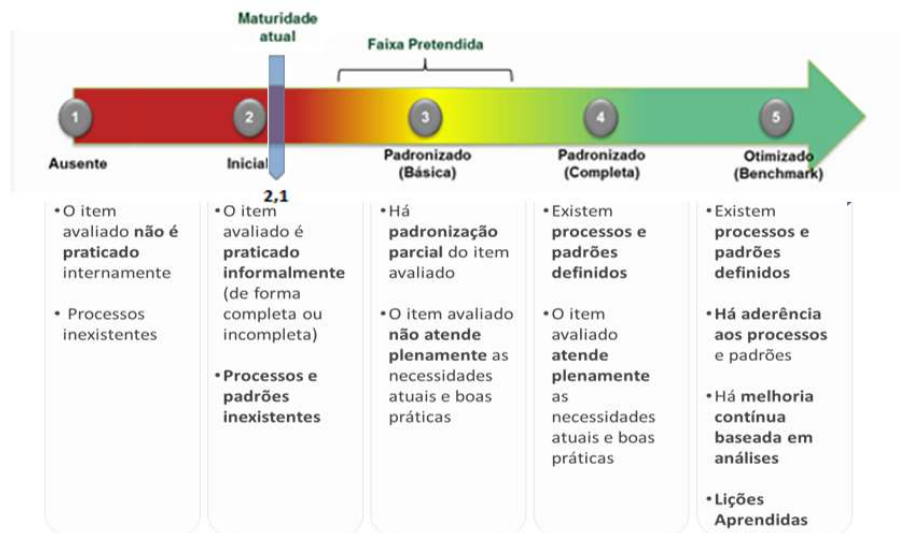 Maturidade
atual
Faixa Pretendida
1
2
3
4
5
Ausente
Inicial
Padronizado
(Básica)
Padronizado
(Completa)
Otimizado
(Benchmark)
2,1
• O item
avaliado não é
praticado
internamente
• Processos
inexistentes
• O item
avaliado é
praticado
informalmente
(de forma
completa ou
incompleta)
• Processos e
padrões
inexistentes
• Há
padronização
parcial do item
avaliado
• O item avaliado
não atende
plenamente as
necessidades
atuais e boas
práticas
• Existem
processos e
padrões
definidos
• O item
avaliado
atende
plenamente
as
necessidades
atuais e boas
práticas
• Existem
processos e
padrões
definidos
• Há aderência
aos processos
e padrões
• Há melhoria
contínua
baseada em
análises
• Lições
Aprendidas